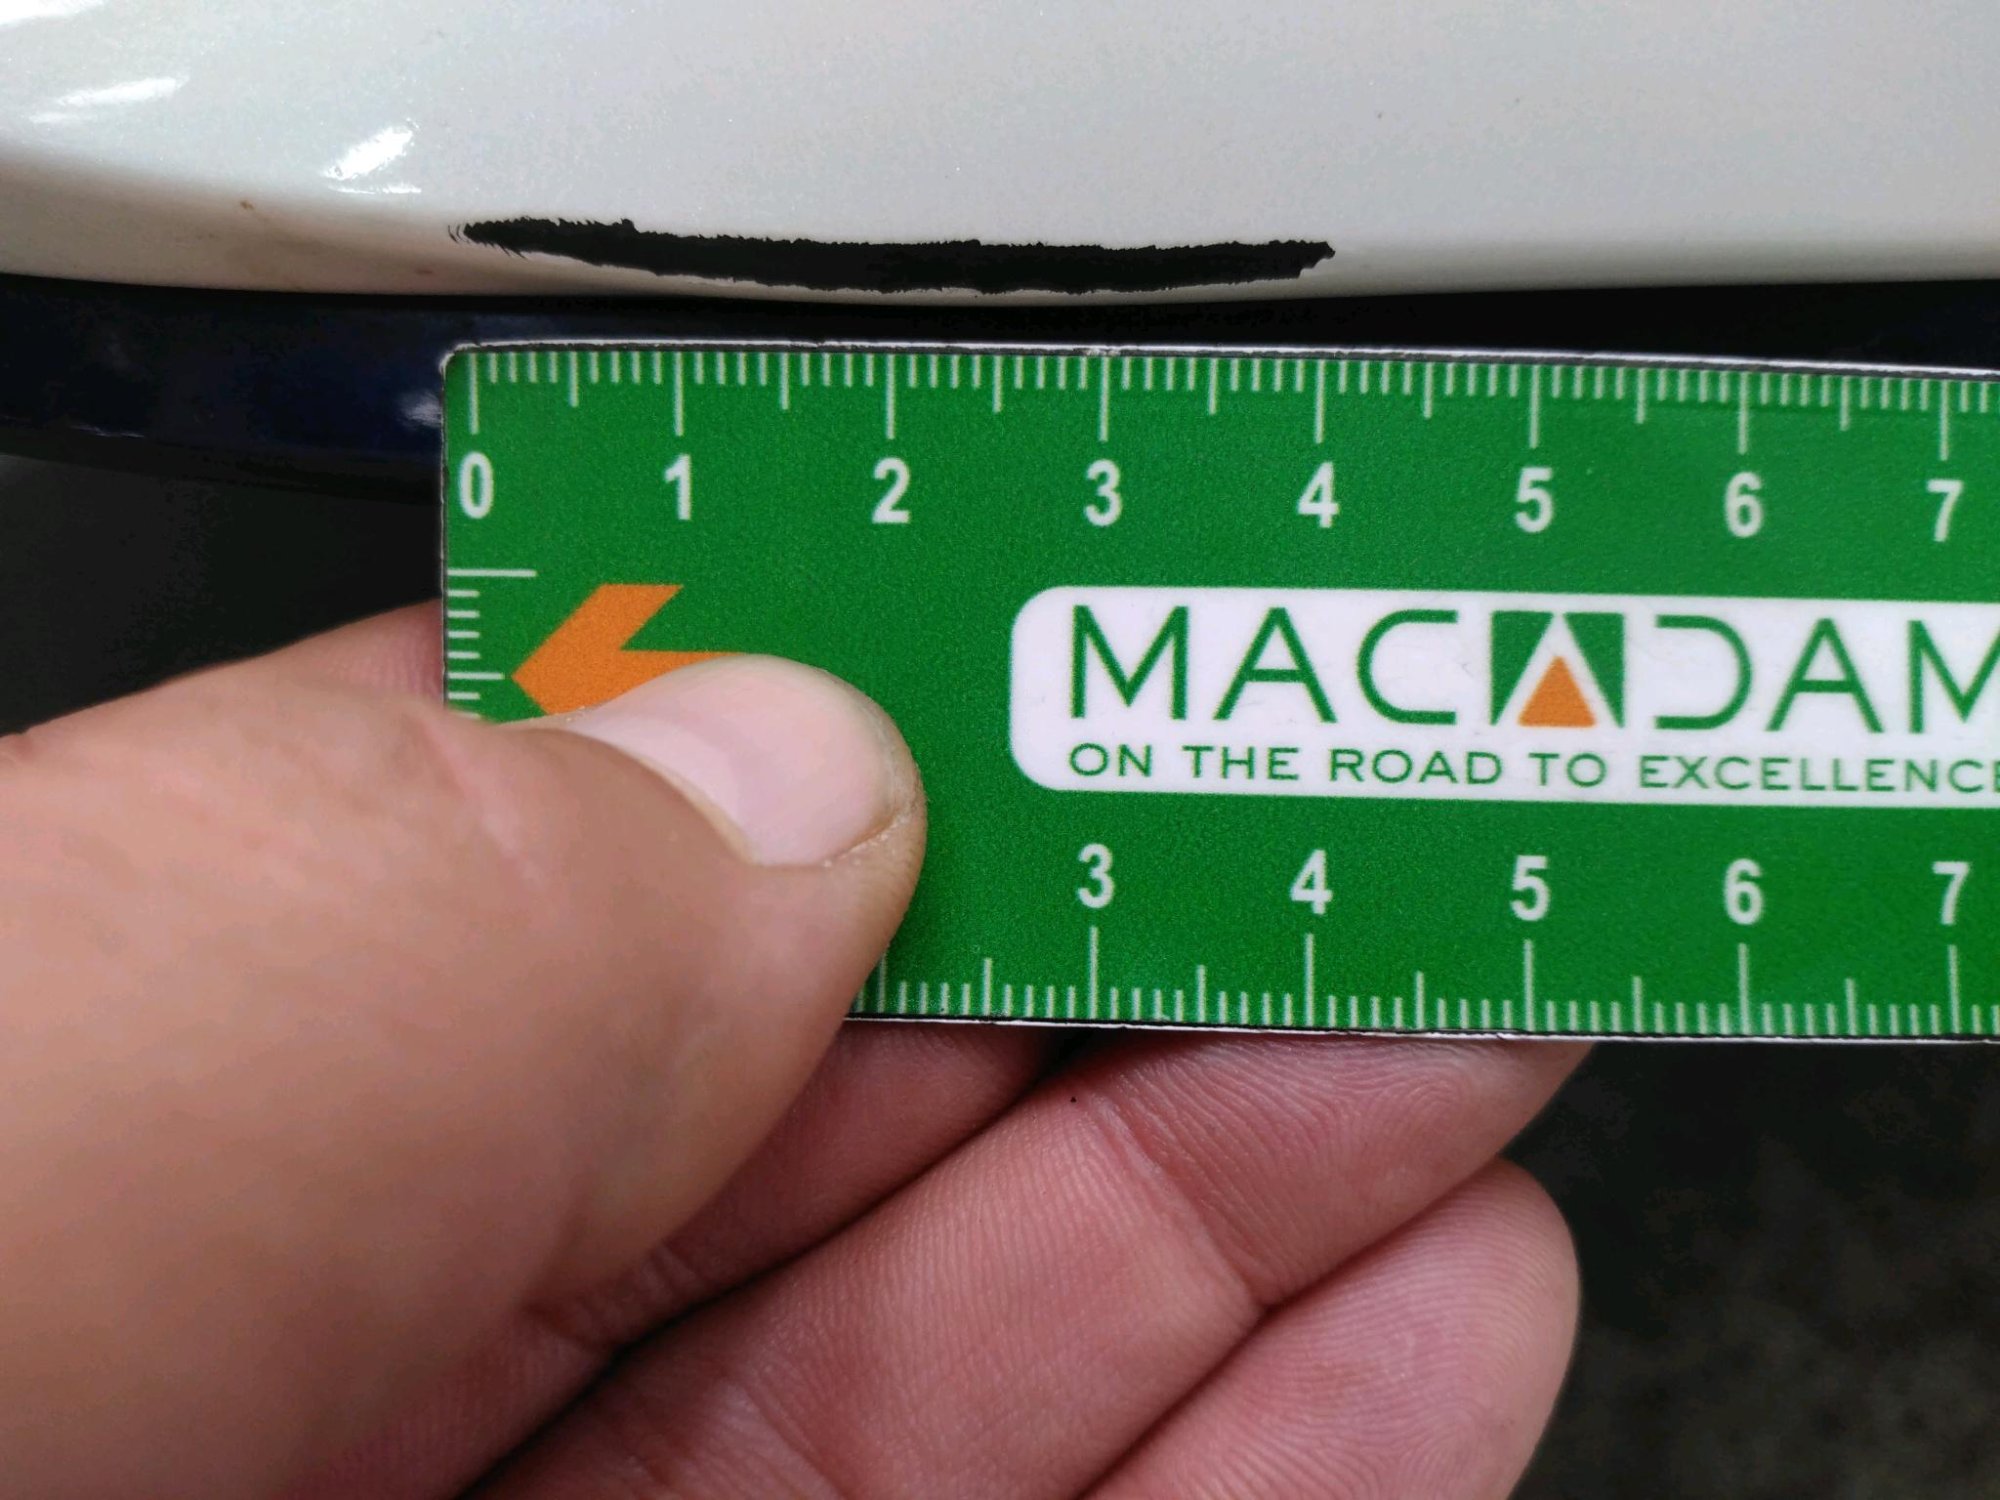 0 1 2 3 4 5 6 7
MACADAM
ON THE ROAD TO EXCELLENCE
3 4 5 6 7